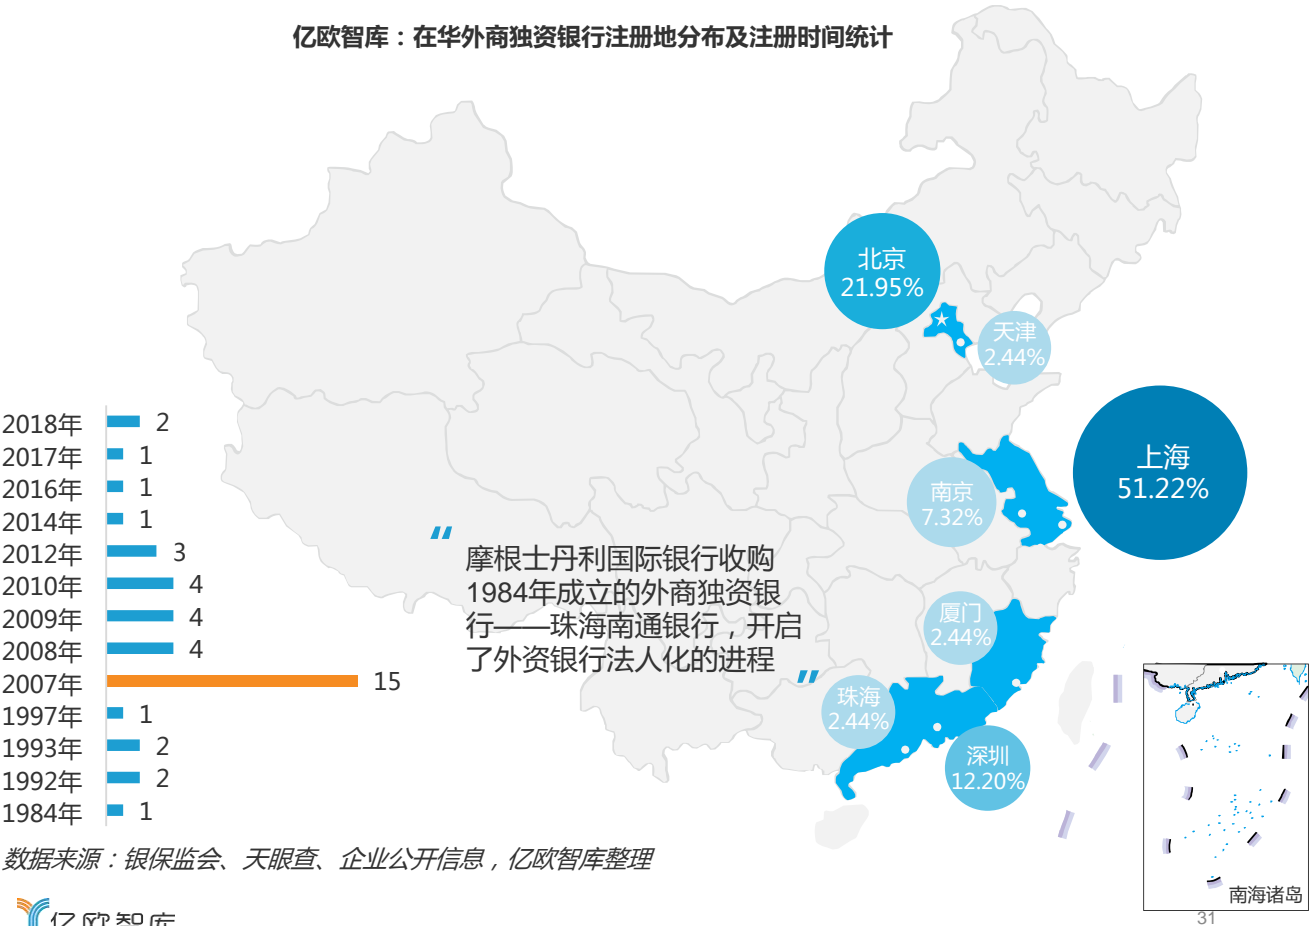 亿欧智库：在华外商独资银行注册地分布及注册时间统计
北京
21.95%
天津
2.44%
上海
51.22%
南京
7.32%
厦门
2.44%
珠海
2.44%
深圳
12.20%
2018年 2
2017年 1
2016年 1
2014年 1
2012年 3
2010年 4
2009年 4
2008年 4
2007年 15
1997年 1
1993年 2
1992年 2
1984年 1
“
摩根士丹利国际银行收购
1984年成立的外商独资银
行——珠海南通银行，开启
了外资银行法人化的进程
”
南海诸岛
数据来源：银保监会、天眼查、企业公开信息，亿欧智库整理
亿欧智库
31